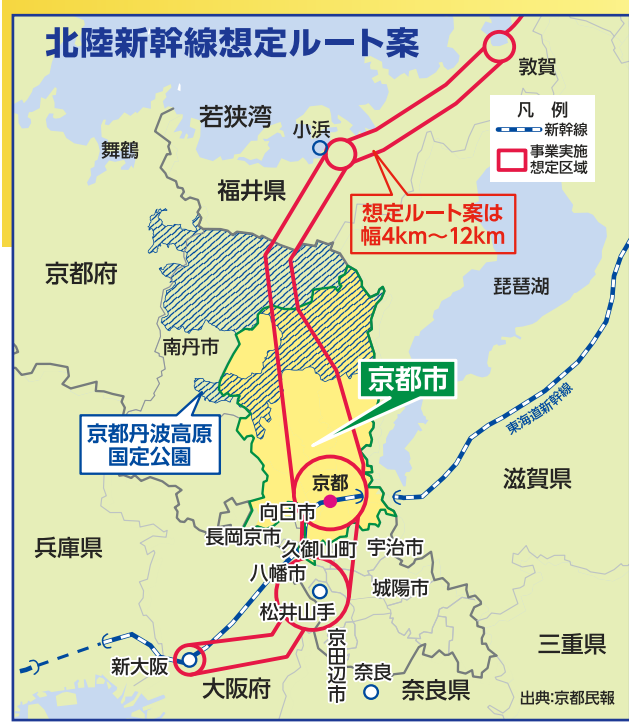 北陸新幹線想定ルート案
敦賀
凡 例
新幹線
事業実施
想定区域
若狭湾
小浜
舞鶴
福井県
想定ルート案は
幅4km〜12km
京都府
琵琶湖
南丹市
京都市
東海道新幹線
京都丹波高原
国定公園
滋賀県
京都
向日市
長岡京市
久御山町
宇治市
兵庫県
八幡市
城陽市
松井山手
京田辺市
三重県
新大阪
大阪府
奈良
奈良県
出典:京都民報